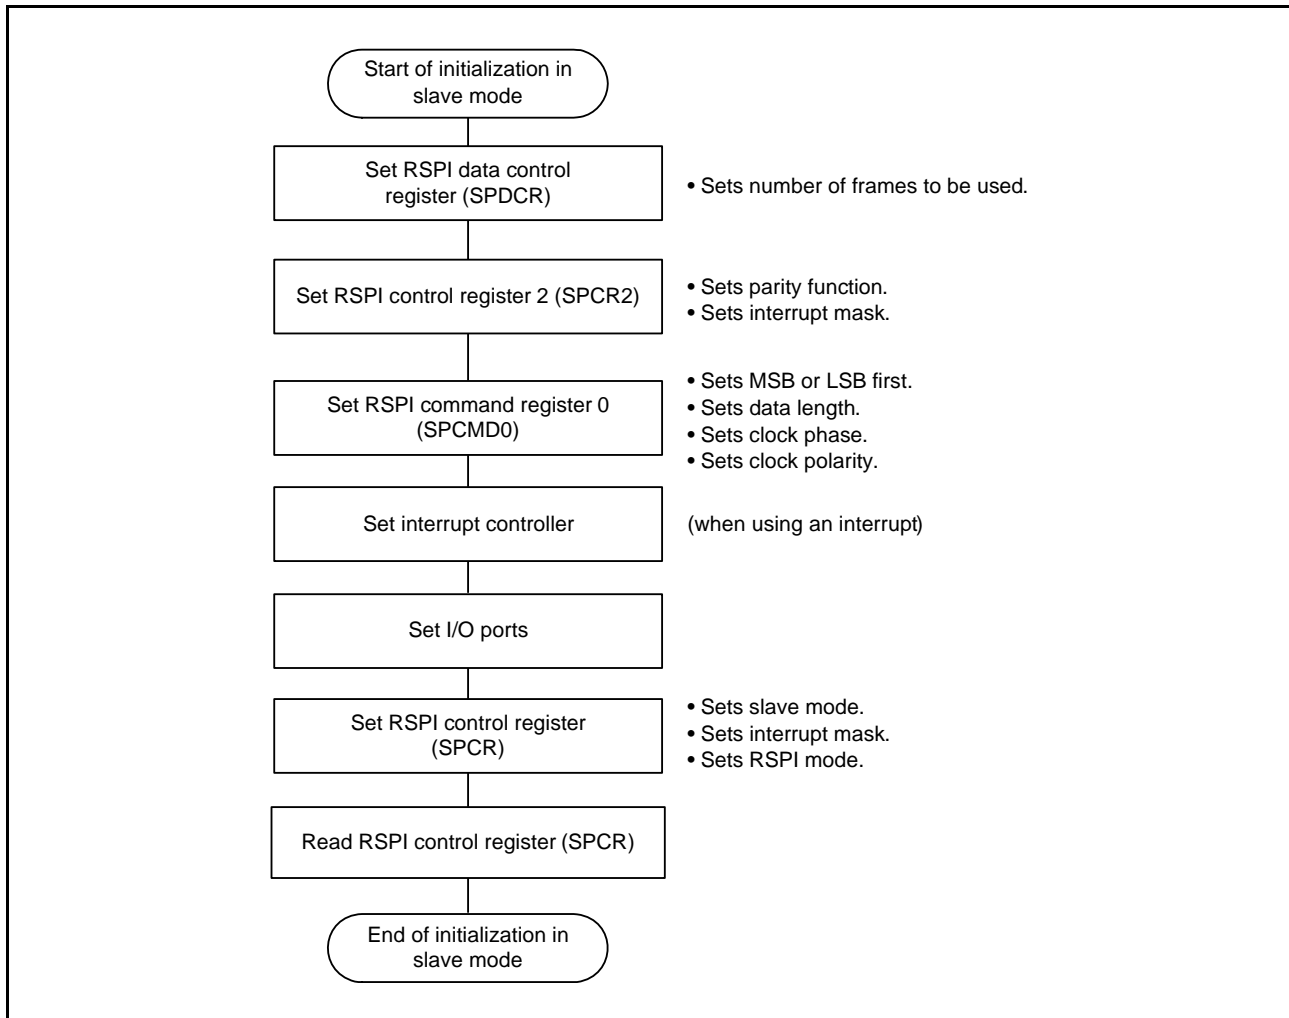 Start of initialization in
slave mode
Set RSPI data control
register (SPDCR)
• Sets number of frames to be used.
Set RSPI control register 2 (SPCR2)
• Sets parity function.
• Sets interrupt mask.
Set RSPI command register 0
(SPCMD0)
• Sets MSB or LSB first.
• Sets data length.
• Sets clock phase.
• Sets clock polarity.
Set interrupt controller
(when using an interrupt)
Set I/O ports
Set RSPI control register
(SPCR)
• Sets slave mode.
• Sets interrupt mask.
• Sets RSPI mode.
Read RSPI control register (SPCR)
End of initialization in
slave mode